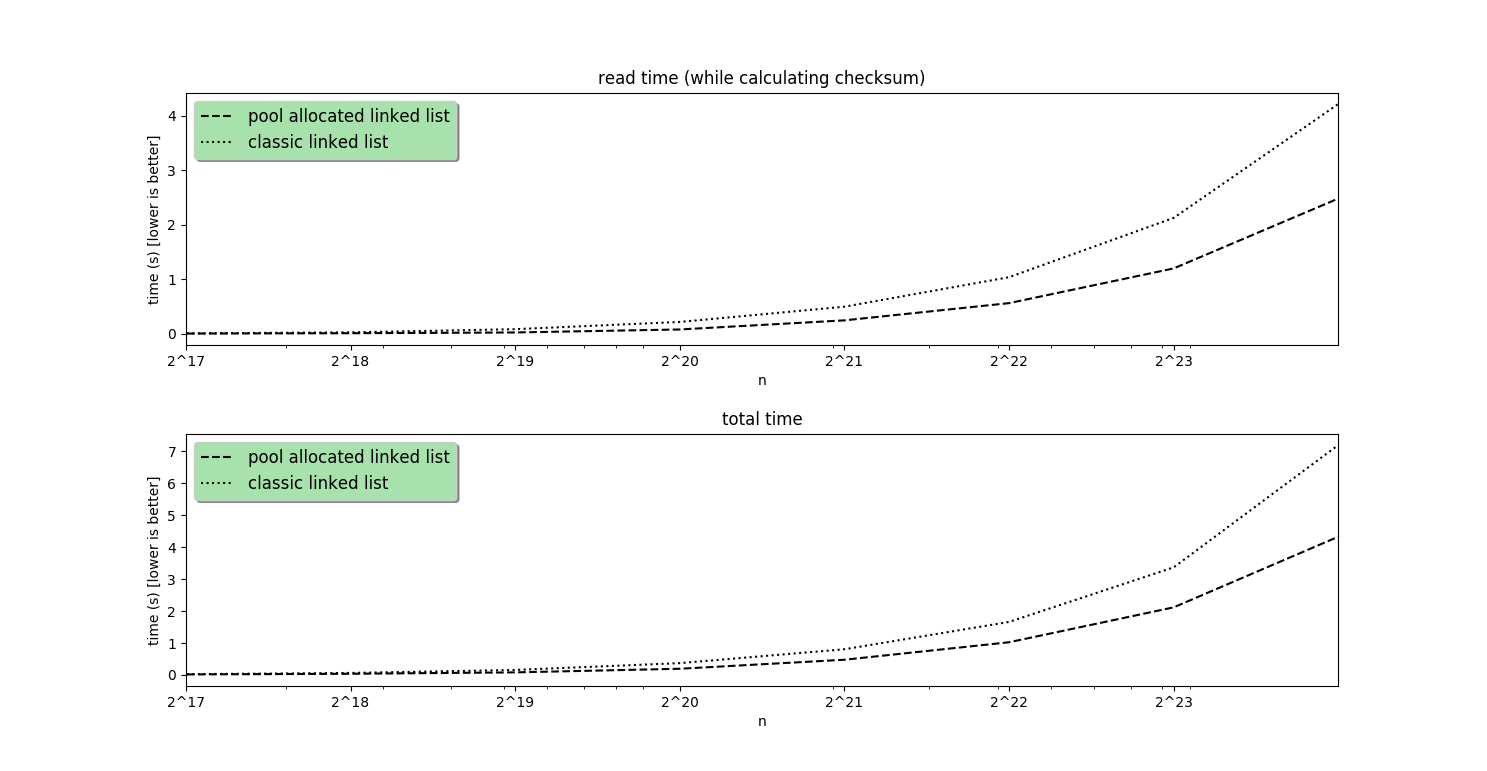 read time (while calculating checksum)
time (s) [lower is better]
4
3
2
1
0
pool allocated linked list
classic linked list
2^17 2^18 2^19 2^20 2^21 2^22 2^23
n
total time
time (s) [lower is better]
7
6
5
4
3
2
1
0
pool allocated linked list
classic linked list
2^17 2^18 2^19 2^20 2^21 2^22 2^23
n